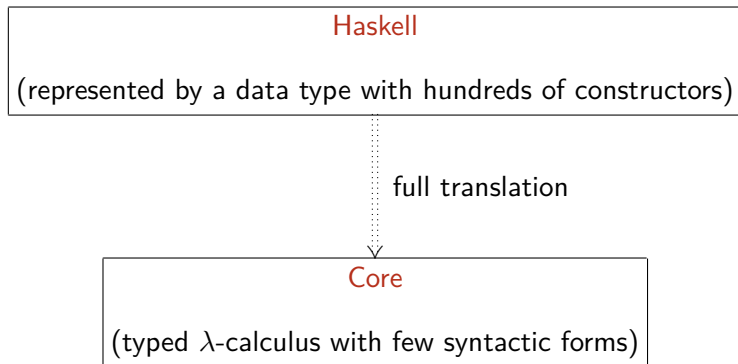 Haskell
(represented by a data type with hundreds of constructors)
full translation
Core
(typed λ-calculus with few syntactic forms)